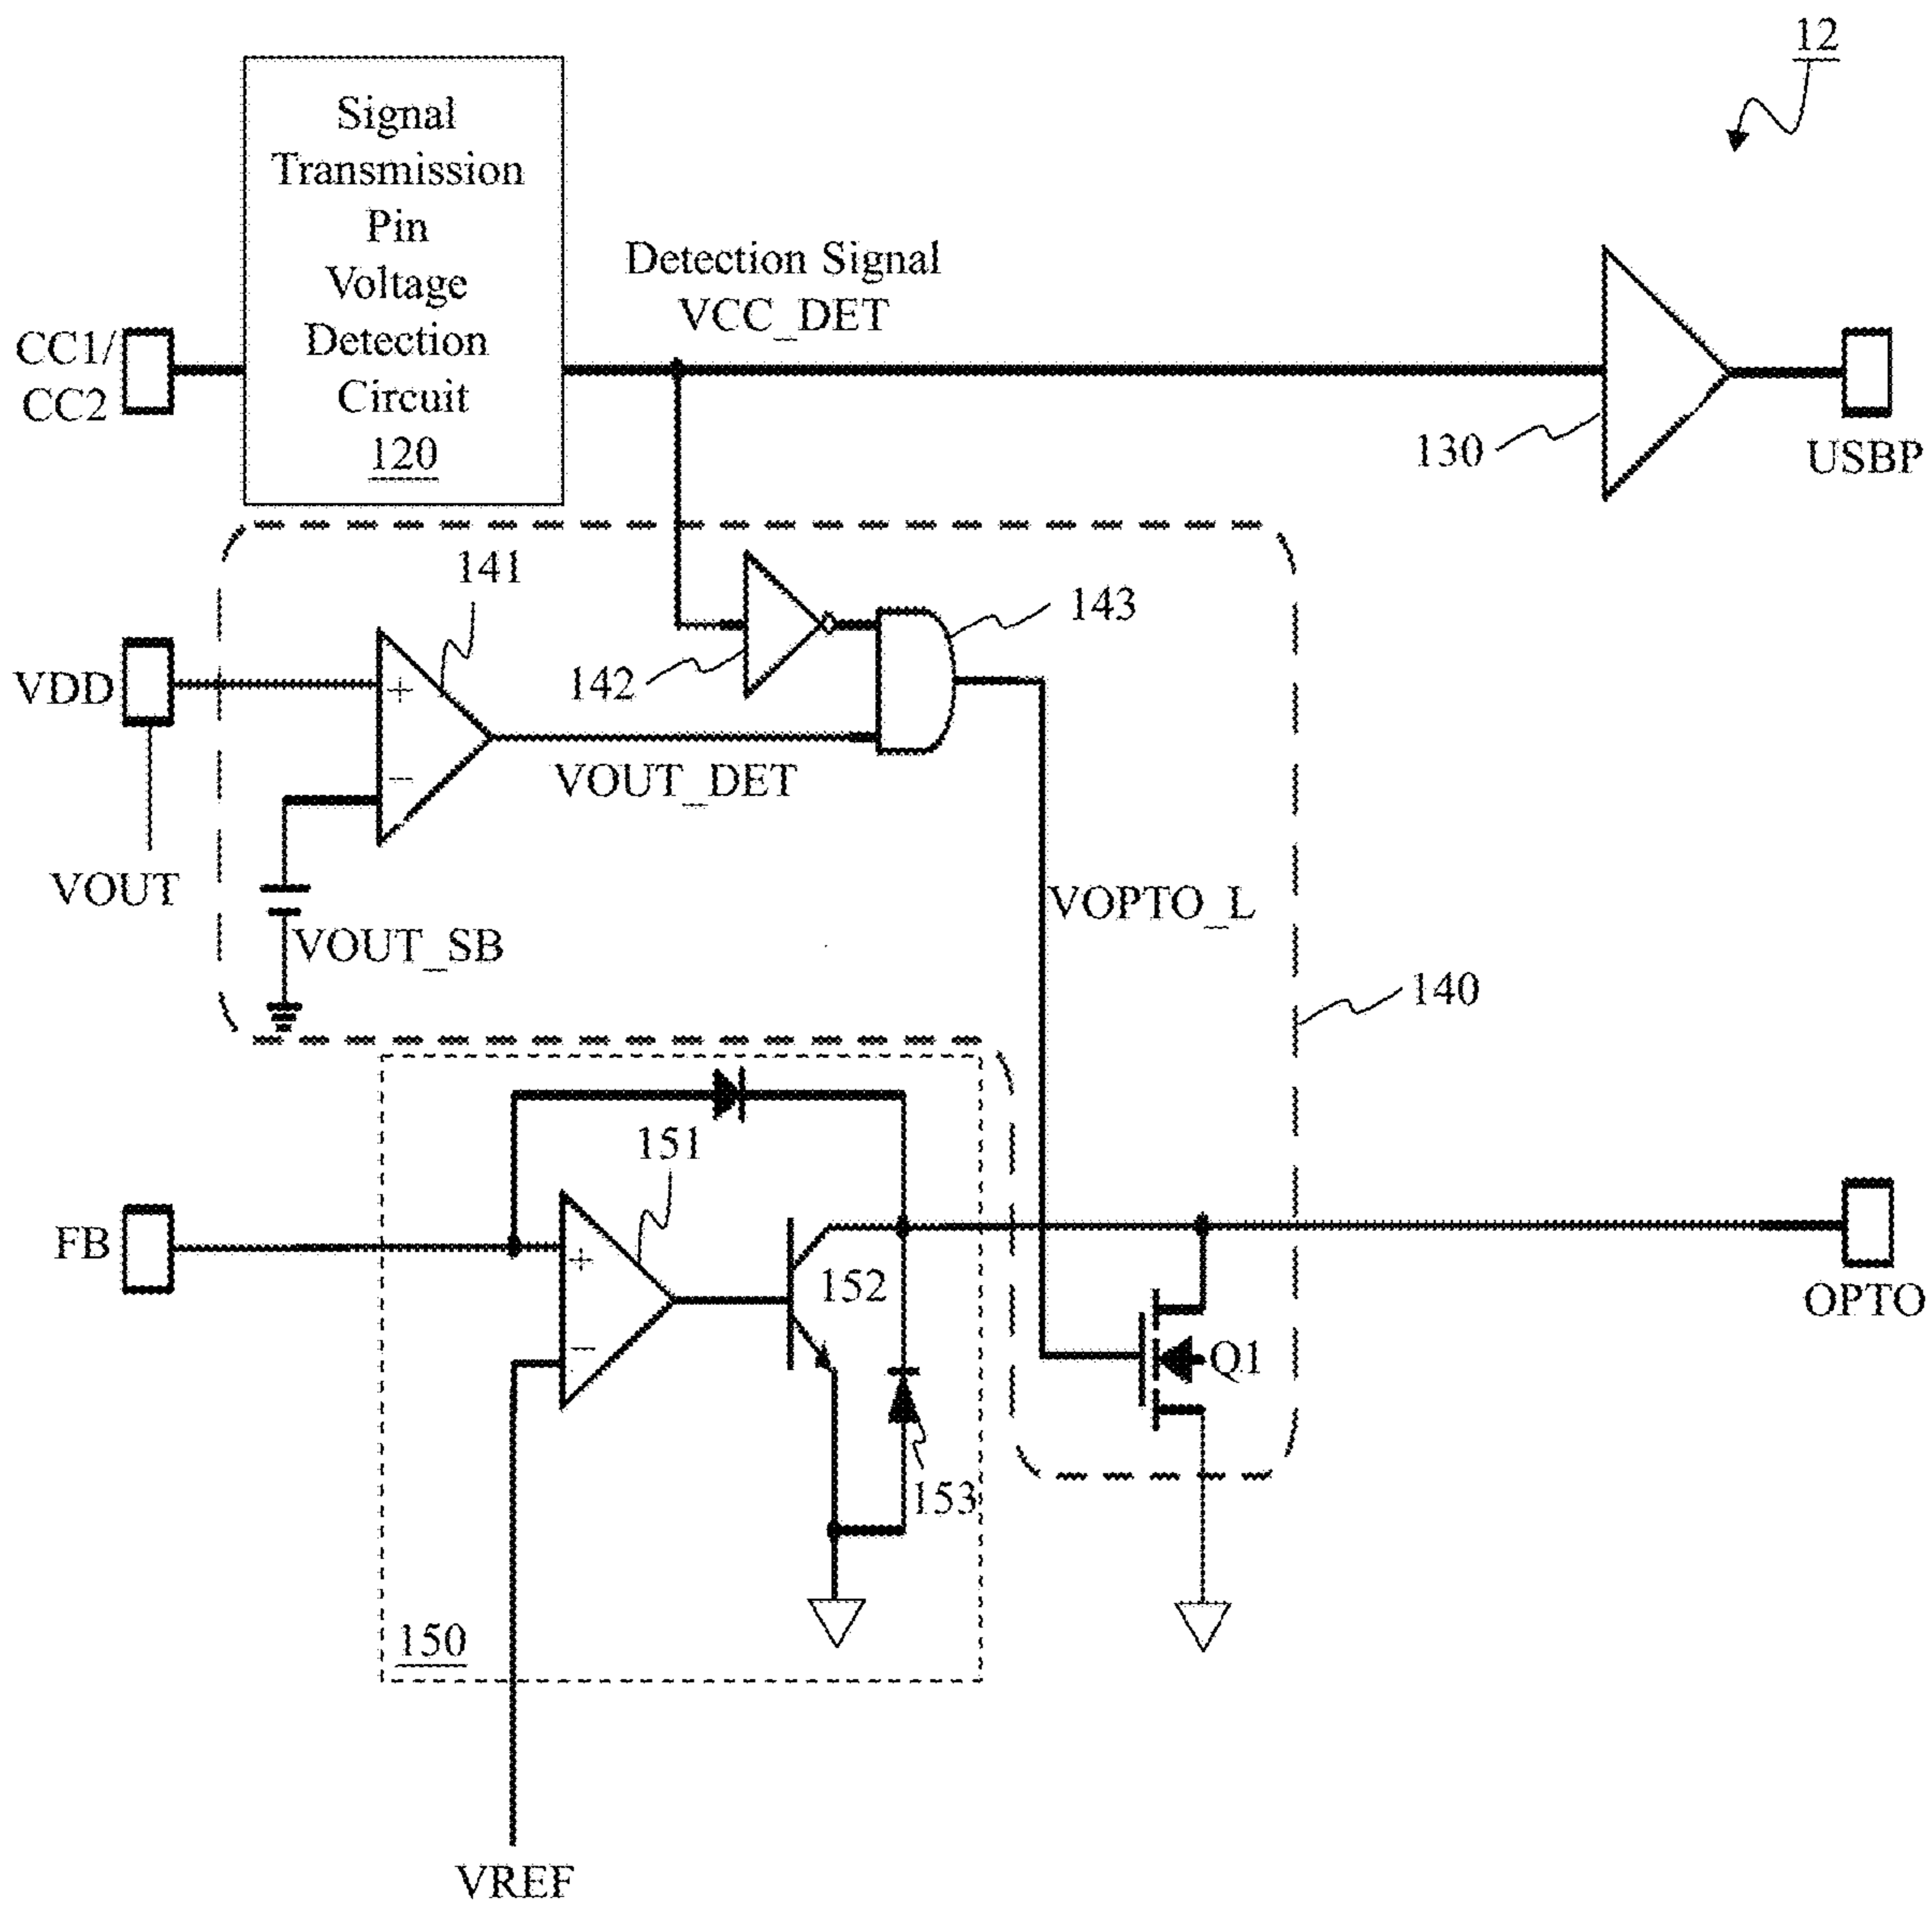 12
Signal
Transmission
Pin
Voltage
Detection
Circuit
120
Detection Signal
VCC_DET
CC1/
CC2
130
USBP
141
143
142
VDD
+
−
VOUT_DET
VOUT
VOUT_SB
VOPTO_L
140
151
FB
+
−
152
Q1
OPTO
153
150
VREF